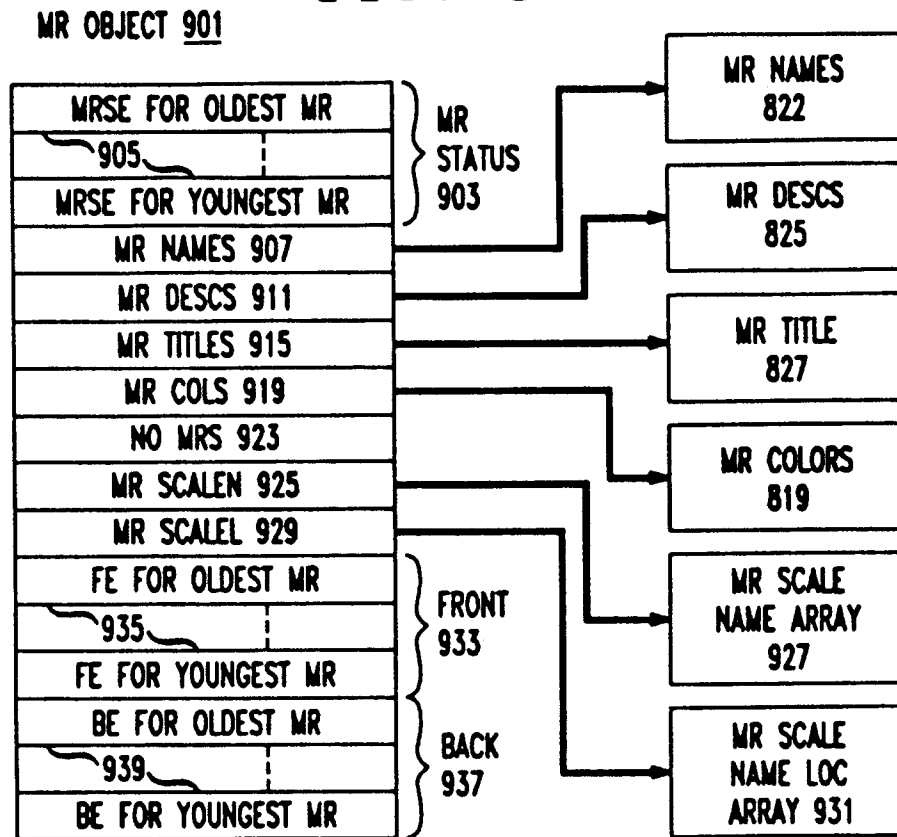 MR OBJECT 901
MRSE FOR OLDEST MR
905
MRSE FOR YOUNGEST MR
MR NAMES 907
MR DESCS 911
MR TITLES 915
MR COLS 919
NO MRS 923
MR SCALEN 925
MR SCALEL 929
FE FOR OLDEST MR
935
FE FOR YOUNGEST MR
BE FOR OLDEST MR
939
BE FOR YOUNGEST MR
MR
STATUS
903
FRONT
933
BACK
937
MR NAMES
822
MR DESCS
825
MR TITLE
827
MR COLORS
819
MR SCALE
NAME ARRAY
927
MR SCALE
NAME LOC
ARRAY 931